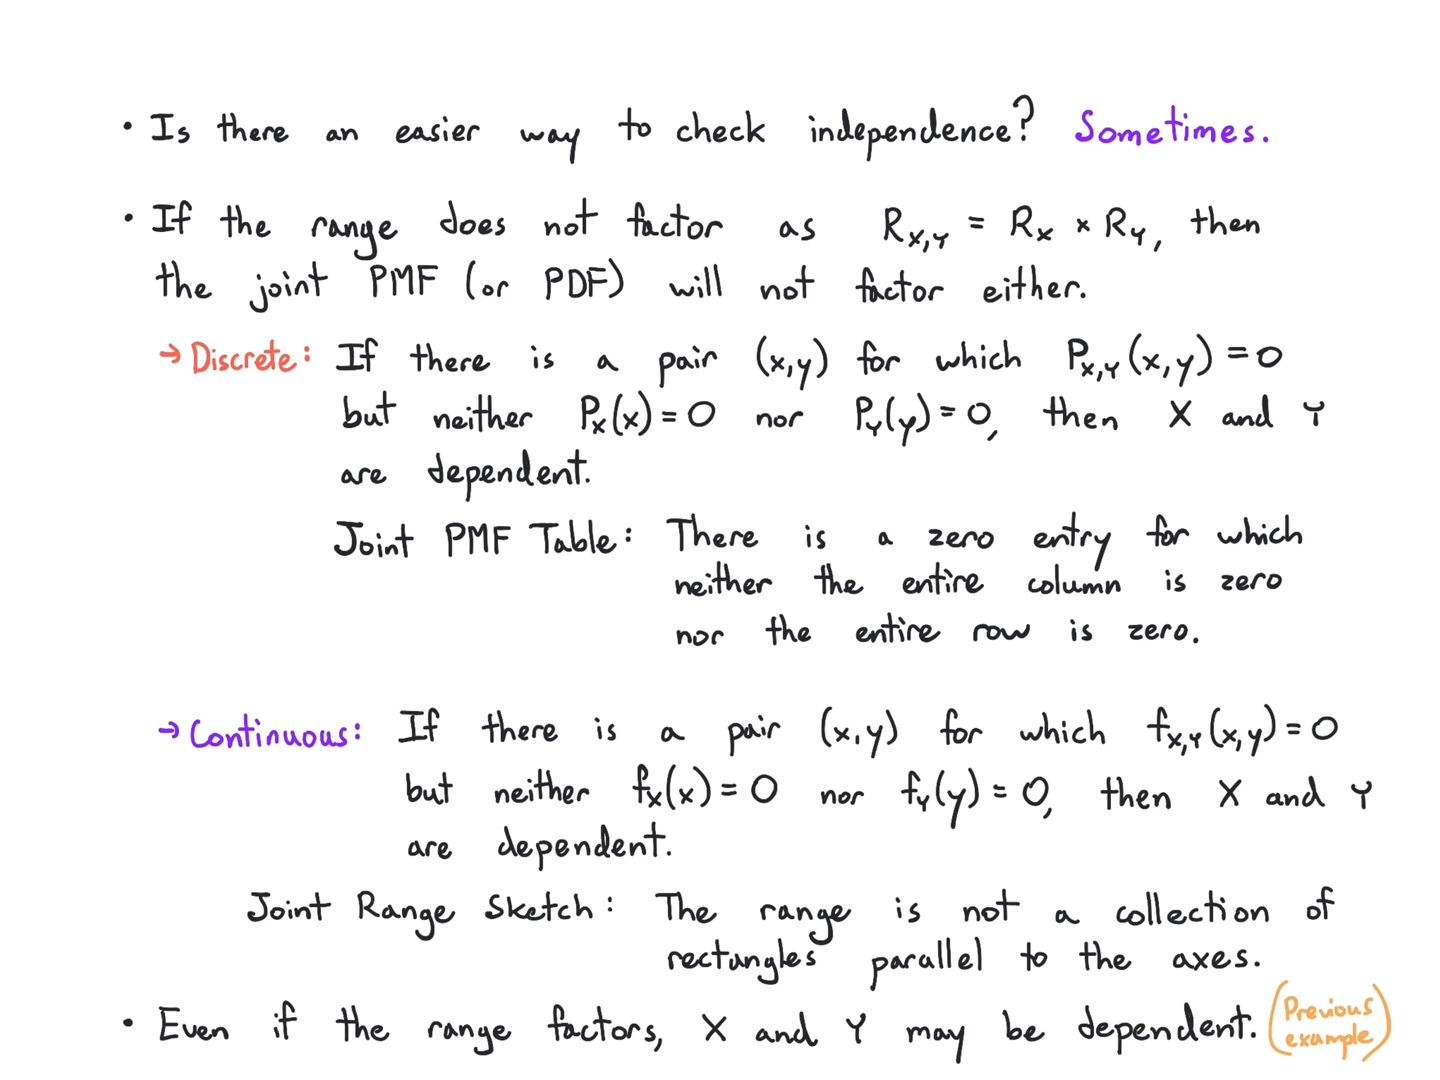 • Is there an easier way to check independence? Sometimes.
• If the range does not factor as R_{X,Y} = R_X × R_Y, then
the joint PMF (or PDF) will not factor either.
→ Discrete: If there is a pair (x,y) for which P_{X,Y}(x,y) = 0
but neither P_X(x) = 0 nor P_Y(y) = 0, then X and Y
are dependent.
Joint PMF Table: There is a zero entry for which
neither the entire column is zero
nor the entire row is zero.
→ Continuous: If there is a pair (x,y) for which f_{X,Y}(x,y) = 0
but neither f_X(x) = 0 nor f_Y(y) = 0, then X and Y
are dependent.
Joint Range Sketch: The range is not a collection of
rectangles parallel to the axes.
• Even if the range factors, X and Y may be dependent. (Previous example)